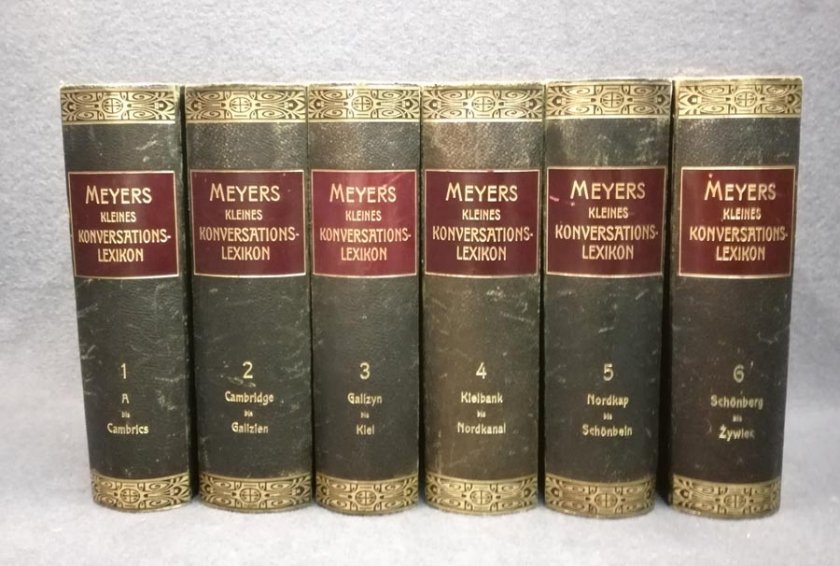 MEYERS
KLEINES
KONVERSATIONS-
LEXIKON
1
A
bis
Cambrics
MEYERS
KLEINES
KONVERSATIONS-
LEXIKON
2
Cambridge
bis
Galizien
MEYERS
KLEINES
KONVERSATIONS-
LEXIKON
3
Galizyn
bis
Kiel
MEYERS
KLEINES
KONVERSATIONS-
LEXIKON
4
Kielbank
bis
Nordkanal
MEYERS
KLEINES
KONVERSATIONS-
LEXIKON
5
Nordkap
bis
Schönbein
MEYERS
KLEINES
KONVERSATIONS-
LEXIKON
6
Schönberg
bis
Żywiec